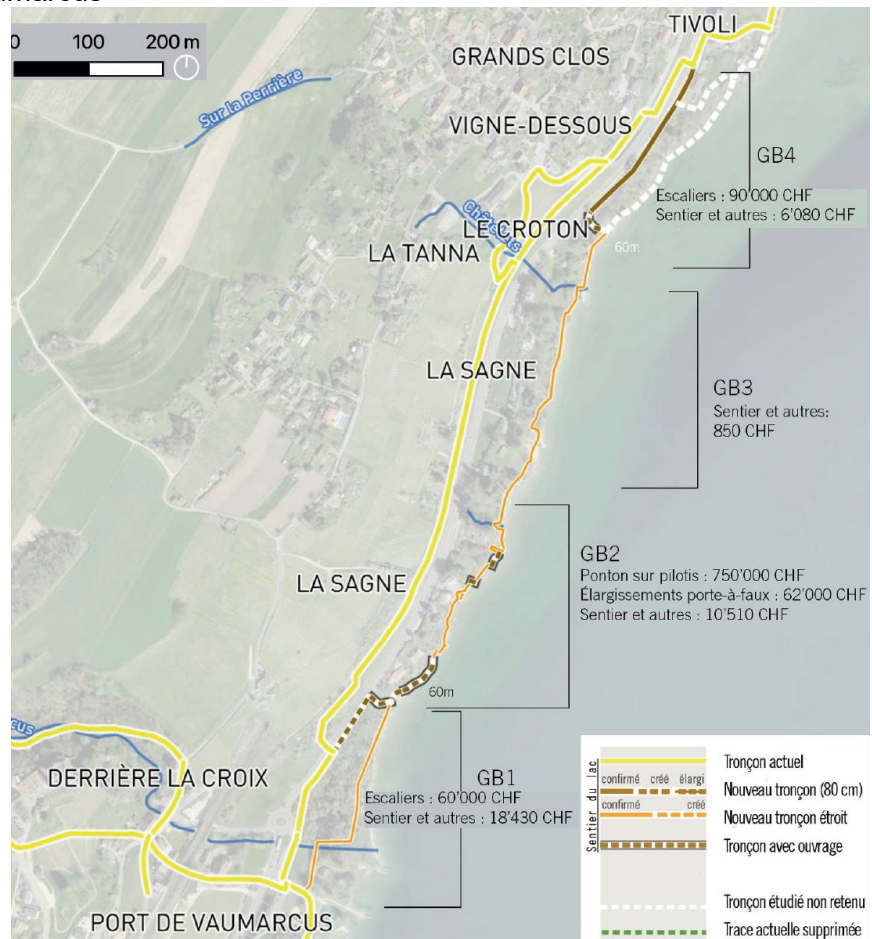 0 100 200 m
TIVOLI
GRANDS CLOS
Sur la Perrière
VIGNE-DESSOUS
GB4
Escaliers : 90'000 CHF
Sentier et autres : 6'080 CHF
Châtelets
LE CROTON
60m
LA TANNA
LA SAGNE
GB3
Sentier et autres:
850 CHF
GB2
Ponton sur pilotis : 750'000 CHF
Élargissements porte-à-faux : 62'000 CHF
Sentier et autres : 10'510 CHF
LA SAGNE
60m
DERRIÈRE LA CROIX
GB1
Escaliers : 60'000 CHF
Sentier et autres : 18'430 CHF
PORT DE VAUMARCUS
Sentier du lac
Tronçon actuel
confirmé créé élargi
Nouveau tronçon (80 cm)
confirmé créé
Nouveau tronçon étroit
Tronçon avec ouvrage
Tronçon étudié non retenu
Trace actuelle supprimée